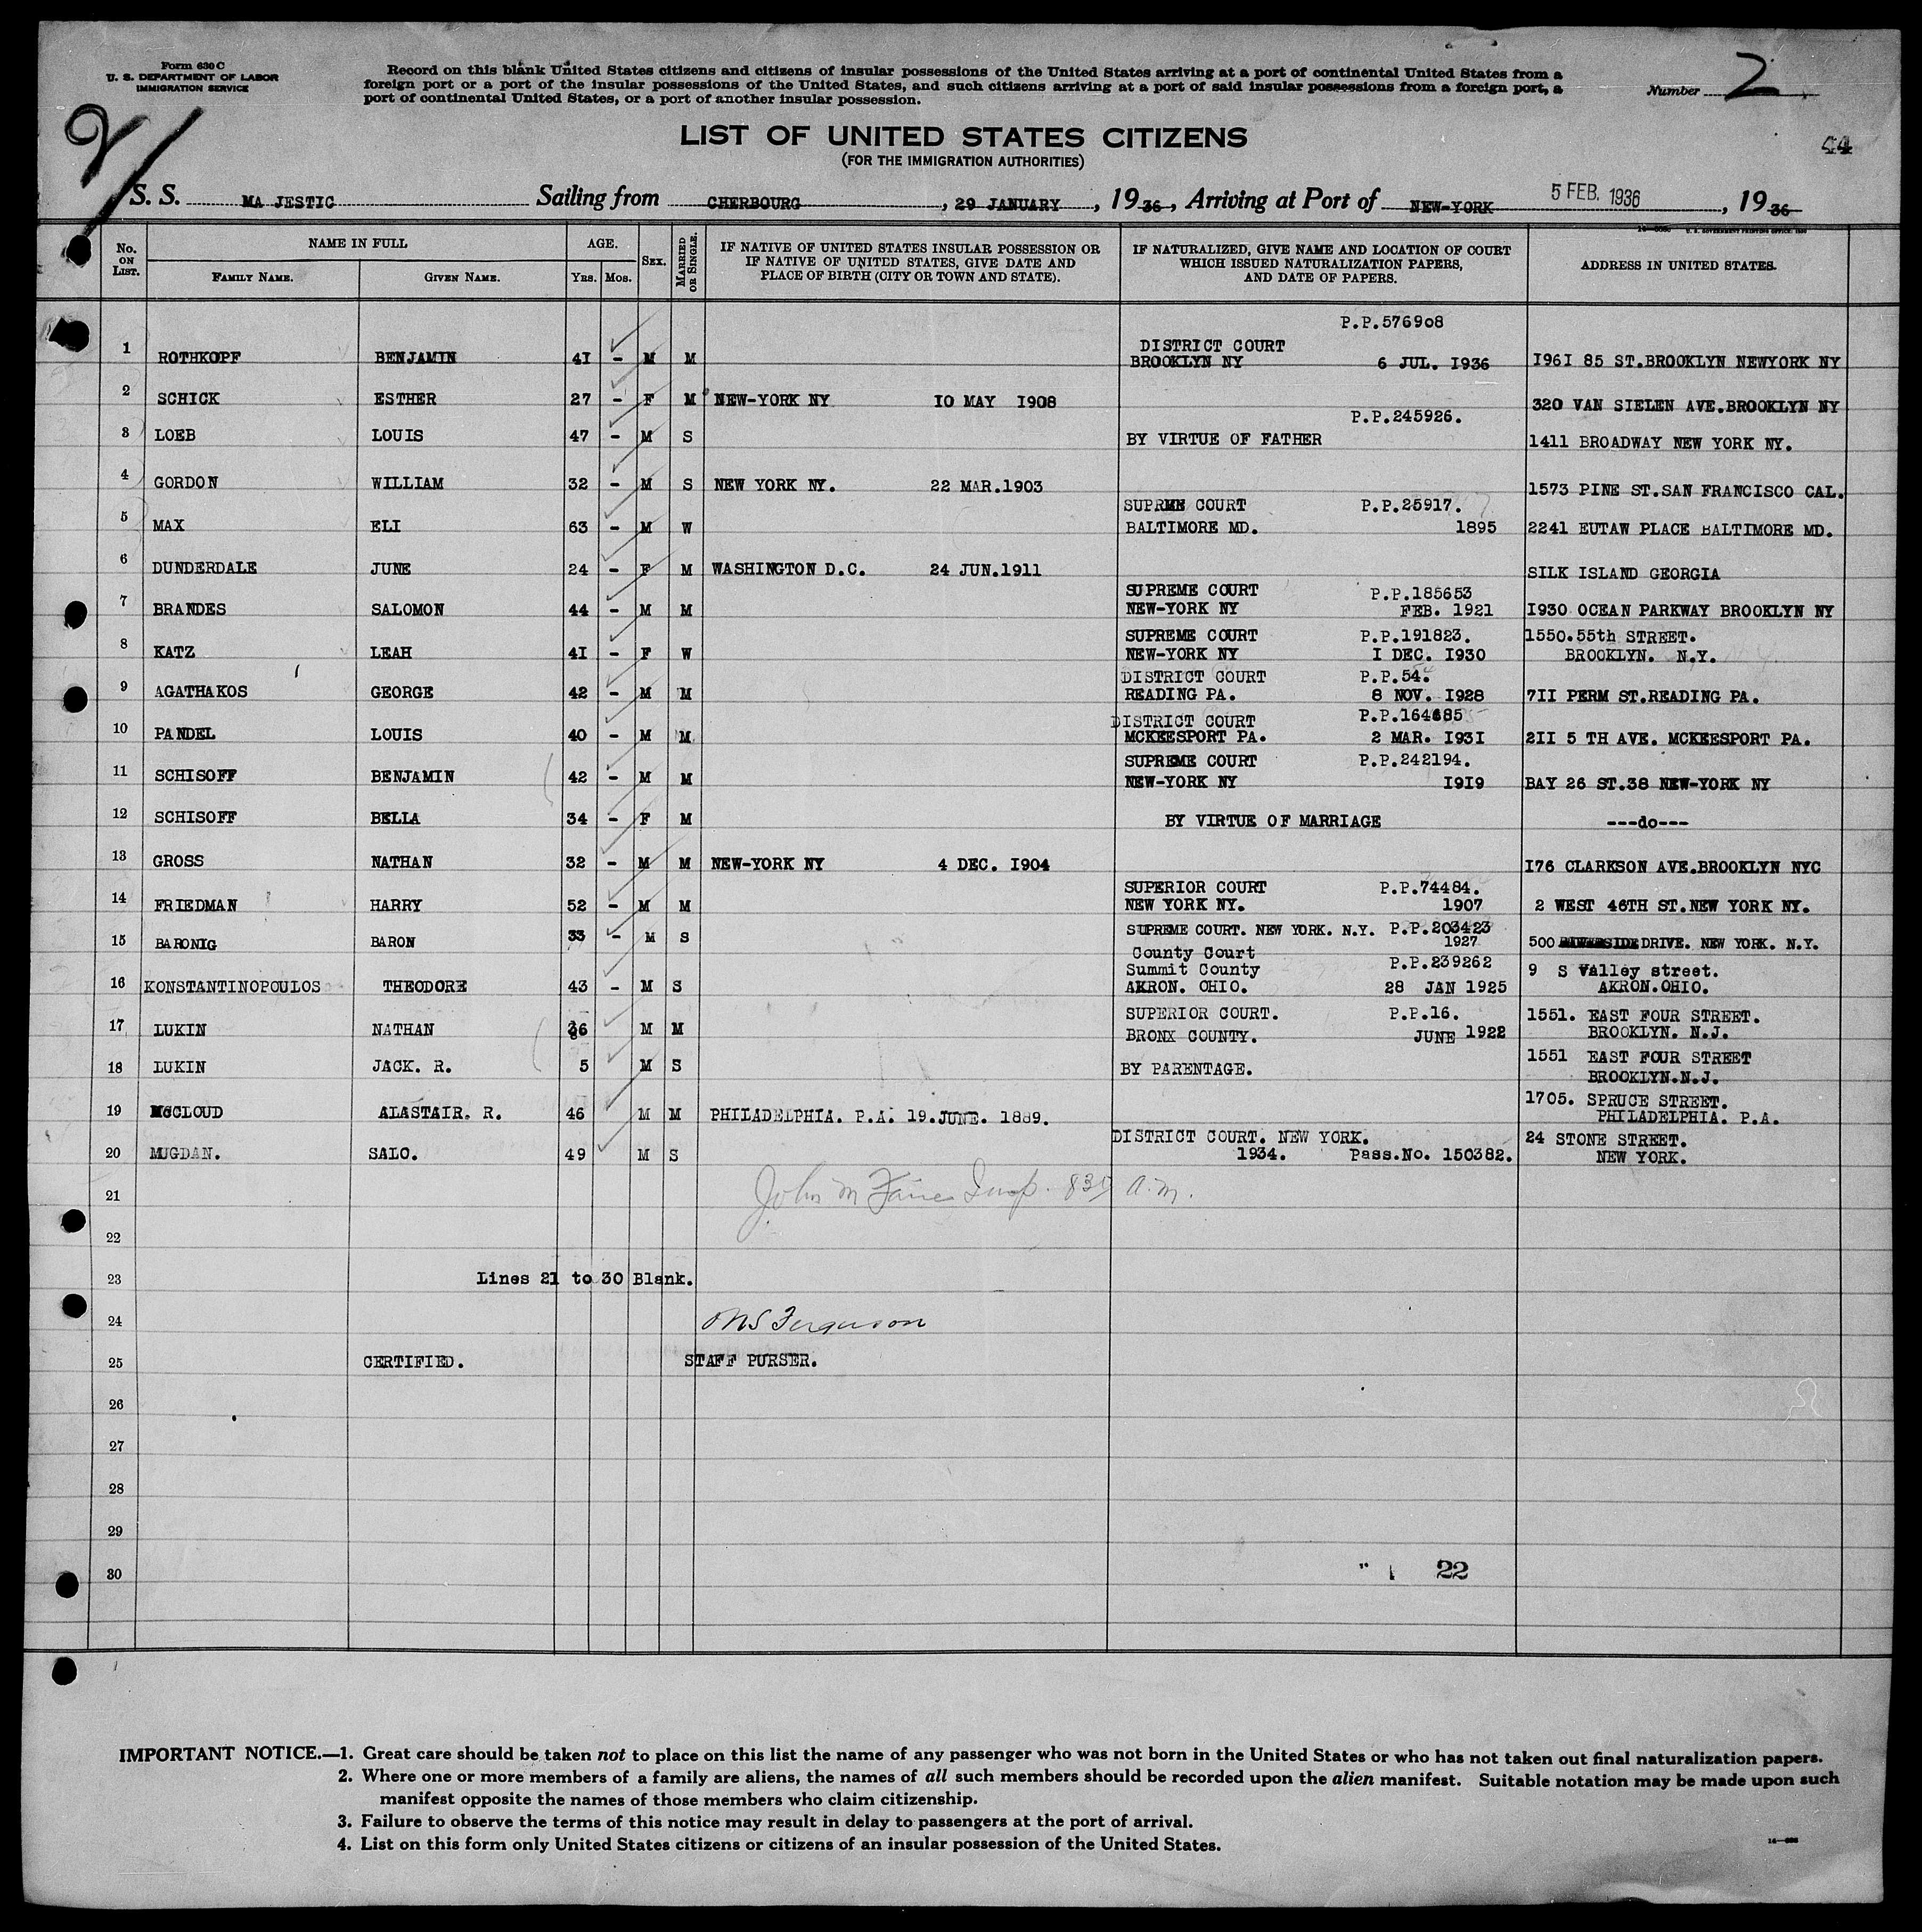 Form 630 C
U. S. DEPARTMENT OF LABOR
IMMIGRATION SERVICE
Record on this blank United States citizens and citizens of insular possessions of the United States arriving at a port of continental United States from a
foreign port or a port of the insular possessions of the United States, and such citizens arriving at a port of said insular possessions from a foreign port, a
port of continental United States, or a port of another insular possession.
Number 2
LIST OF UNITED STATES CITIZENS
(FOR THE IMMIGRATION AUTHORITIES)
44
S. S. MA JESTIC Sailing from CHERBOURG, 29 JANUARY, 19 36, Arriving at Port of NEW-YORK 5 FEB. 1936, 19 36
No. ON LIST. NAME IN FULL FAMILY NAME. GIVEN NAME. AGE. Yrs. Mos. SEX. MARRIED OR SINGLE. IF NATIVE OF UNITED STATES INSULAR POSSESSION OR IF NATIVE OF UNITED STATES, GIVE DATE AND PLACE OF BIRTH (CITY OR TOWN AND STATE). IF NATURALIZED, GIVE NAME AND LOCATION OF COURT WHICH ISSUED NATURALIZATION PAPERS, AND DATE OF PAPERS. ADDRESS IN UNITED STATES.
P.P.576908
DISTRICT COURT
1 ROTHKOPF BENJAMIN 41 - M M BROOKLYN NY 6 JUL. 1936 1961 85 ST.BROOKLYN NEWYORK NY
2 SCHICK ESTHER 27 - F M NEW-YORK NY 10 MAY 1908 320 VAN SIELEN AVE.BROOKLYN NY
P.P.245926.
3 LOEB LOUIS 47 - M S BY VIRTUE OF FATHER 1411 BROADWAY NEW YORK NY.
4 GORDON WILLIAM 32 - M S NEW YORK NY. 22 MAR.1903 1573 PINE ST.SAN FRANCISCO CAL.
SUPRME COURT P.P.25917.
5 MAX ELI 63 - M W BALTIMORE MD. 1895 2241 EUTAW PLACE BALTIMORE MD.
6 DUNDERDALE JUNE 24 - F M WASHINGTON D.C. 24 JUN.1911 SILK ISLAND GEORGIA
SUPREME COURT P.P.185653
7 BRANDES SALOMON 44 - M M NEW-YORK NY FEB. 1921 1930 OCEAN PARKWAY BROOKLYN NY
SUPREME COURT P.P.191823. 1550.55th STREET.
8 KATZ LEAH 41 - F W NEW-YORK NY 1 DEC. 1930 BROOKLYN. N.Y.
DISTRICT COURT P.P.54.
9 AGATHAKOS GEORGE 42 - M M READING PA. 8 NOV. 1928 711 PERM ST.READING PA.
DISTRICT COURT P.P.164685
10 PANDEL LOUIS 40 - M M MCKEESPORT PA. 2 MAR. 1931 211 5 TH AVE. MCKEESPORT PA.
SUPREME COURT P.P.242194.
11 SCHISOFF BENJAMIN 42 - M M NEW-YORK NY 1919 BAY 26 ST.38 NEW-YORK NY
12 SCHISOFF BELLA 34 - F M BY VIRTUE OF MARRIAGE ---do---
13 GROSS NATHAN 32 - M M NEW-YORK NY 4 DEC. 1904 176 CLARKSON AVE.BROOKLYN NYC
SUPERIOR COURT P.P.74484.
14 FRIEDMAN HARRY 52 - M M NEW YORK NY. 1907 2 WEST 46TH ST.NEW YORK NY.
SUPREME COURT. NEW YORK. N.Y. P.P.203423
15 BARONIG BARON 33 - M S 1927 500 RIVERSIDE DRIVE. NEW YORK. N.Y.
County Court
Summit County P.P.239262 9 S Valley street.
16 KONSTANTINOPOULOS THEODORE 43 - M S AKRON. OHIO. 28 JAN 1925 AKRON.OHIO.
SUPERIOR COURT. P.P.16. 1551. EAST FOUR STREET.
17 LUKIN NATHAN 36 M M BRONX COUNTY. JUNE 1922 BROOKLYN. N.J.
18 LUKIN JACK. R. 5 M S BY PARENTAGE. 1551 EAST FOUR STREET
BROOKLYN.N.J.
1705. SPRUCE STREET.
19 McCLOUD ALASTAIR. R. 46 M M PHILADELPHIA. P.A. 19.JUNE. 1889. PHILADELPHIA. P.A.
DISTRICT COURT. NEW YORK. 24 STONE STREET.
20 MUGDAN. SALO. 49 M S 1934. Pass.No. 150382. NEW YORK.
21 John M Insp. 830 A.M.
22
23 Lines 21 to 30 Blank.
24 Ferguson
25 CERTIFIED. STAFF PURSER.
26
27
28
29
30 22
IMPORTANT NOTICE.—1. Great care should be taken not to place on this list the name of any passenger who was not born in the United States or who has not taken out final naturalization papers.
2. Where one or more members of a family are aliens, the names of all such members should be recorded upon the alien manifest. Suitable notation may be made upon such
manifest opposite the names of those members who claim citizenship.
3. Failure to observe the terms of this notice may result in delay to passengers at the port of arrival.
4. List on this form only United States citizens or citizens of an insular possession of the United States.